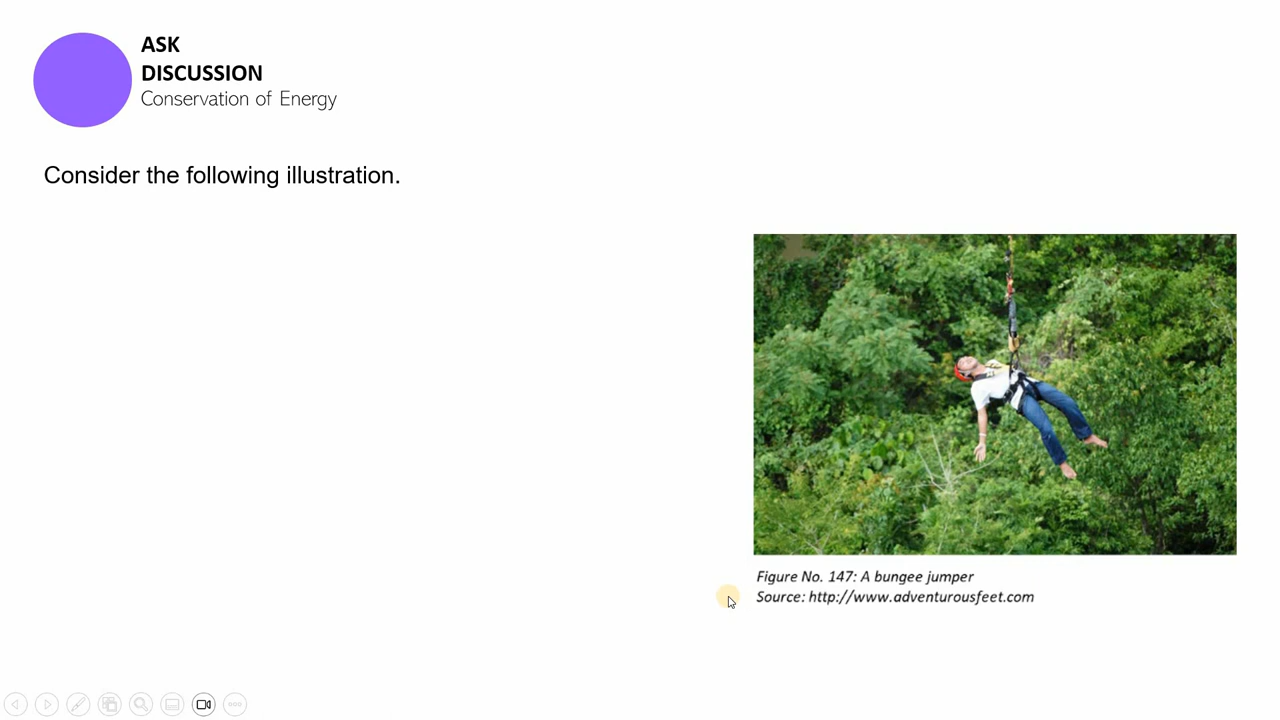 ASK
DISCUSSION
Conservation of Energy
Consider the following illustration.
Figure No. 147: A bungee jumper
Source: http://www.adventurousfeet.com